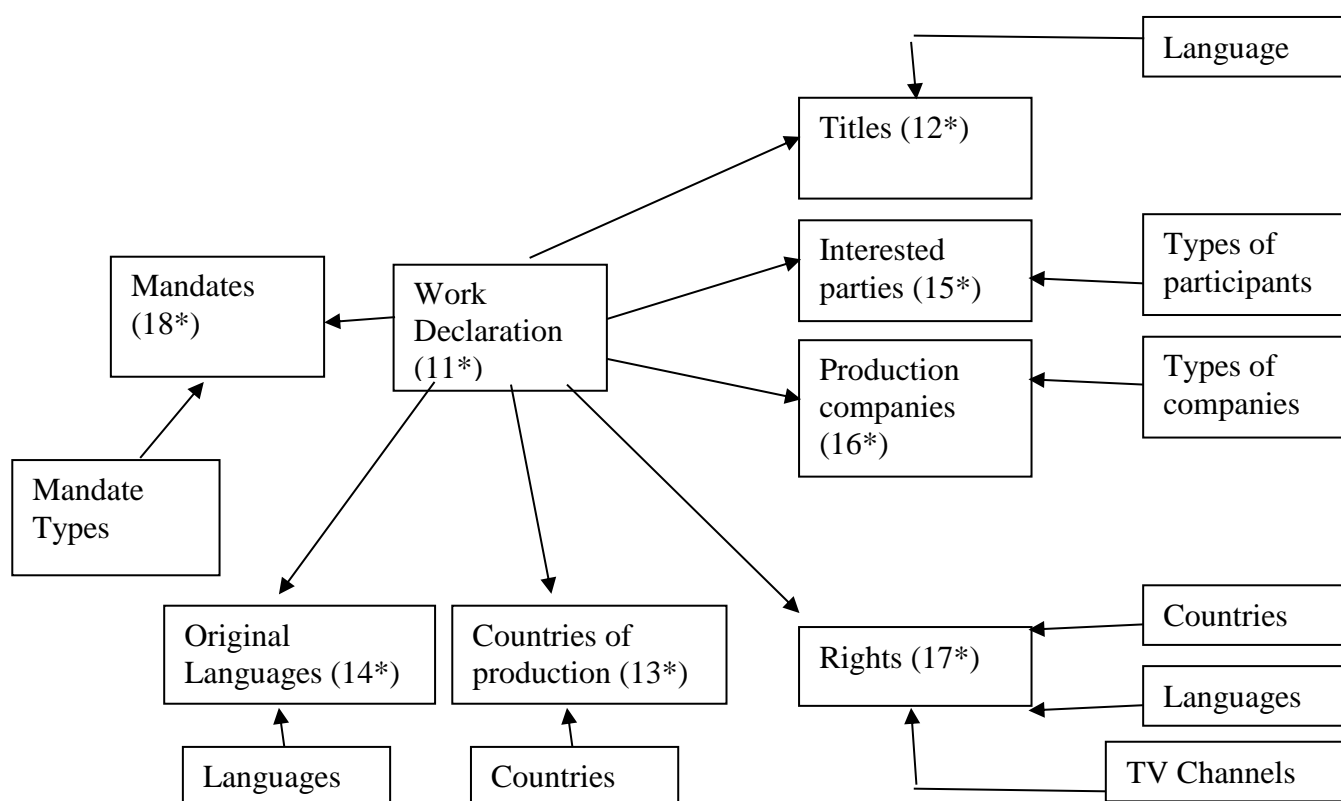 Language
Titles (12*)
Interested
parties (15*)
Types of
participants
Mandates
(18*)
Work
Declaration
(11*)
Production
companies
(16*)
Types of
companies
Mandate
Types
Original
Languages (14*)
Countries of
production (13*)
Rights (17*)
Countries
Languages
Languages
Countries
TV Channels